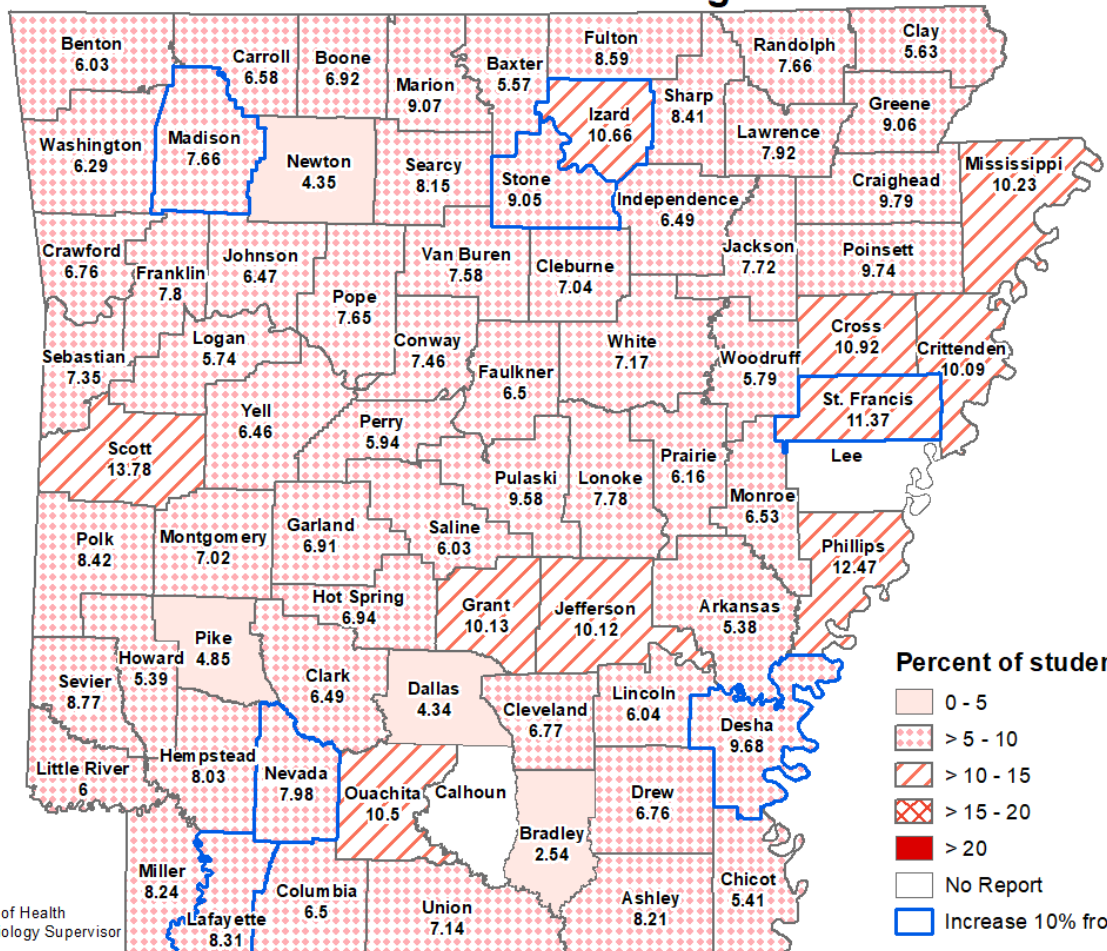 Benton
6.03
Carroll
6.58
Boone
6.92
Marion
9.07
Baxter
5.57
Fulton
8.59
Randolph
7.66
Clay
5.63
Washington
6.29
Madison
7.66
Newton
4.35
Searcy
8.15
Stone
9.05
Izard
10.66
Sharp
8.41
Lawrence
7.92
Greene
9.06
Independence
6.49
Craighead
9.79
Mississippi
10.23
Crawford
6.76
Franklin
7.8
Johnson
6.47
Pope
7.65
Van Buren
7.58
Cleburne
7.04
Jackson
7.72
Poinsett
9.74
Sebastian
7.35
Logan
5.74
Conway
7.46
Faulkner
6.5
White
7.17
Woodruff
5.79
Cross
10.92
Crittenden
10.09
Scott
13.78
Yell
6.46
Perry
5.94
Pulaski
9.58
Lonoke
7.78
Prairie
6.16
Monroe
6.53
St. Francis
11.37
Lee
Polk
8.42
Montgomery
7.02
Garland
6.91
Saline
6.03
Phillips
12.47
Hot Spring
6.94
Grant
10.13
Jefferson
10.12
Arkansas
5.38
Sevier
8.77
Howard
5.39
Pike
4.85
Clark
6.49
Dallas
4.34
Cleveland
6.77
Lincoln
6.04
Desha
9.68
Little River
6
Hempstead
8.03
Nevada
7.98
Ouachita
10.5
Calhoun
Bradley
2.54
Drew
6.76
Miller
8.24
Lafayette
8.31
Columbia
6.5
Union
7.14
Ashley
8.21
Chicot
5.41
Percent of studen
0 - 5
> 5 - 10
> 10 - 15
> 15 - 20
> 20
No Report
Increase 10% fro
of Health
ology Supervisor